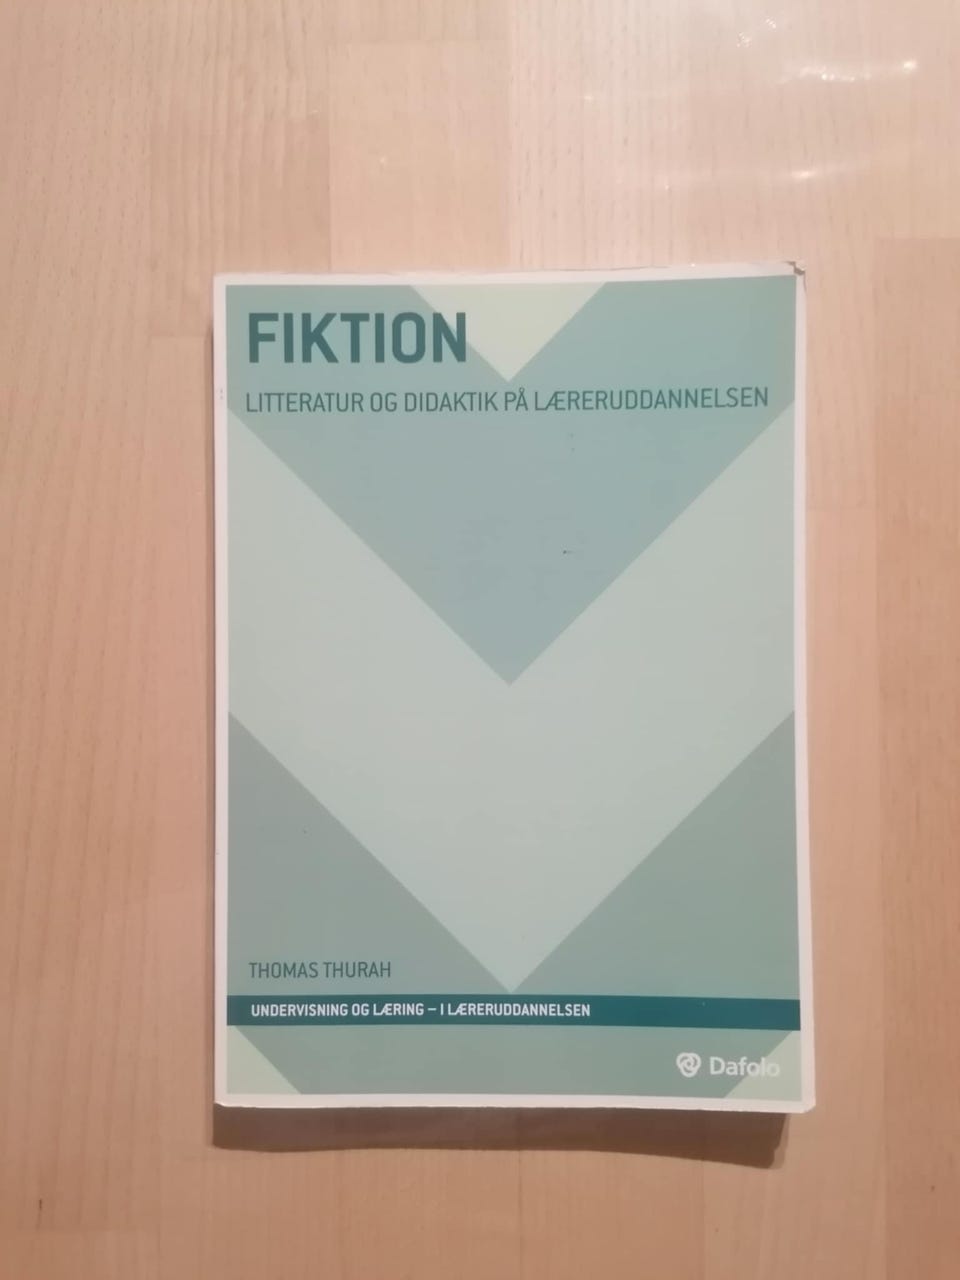 FIKTION
LITTERATUR OG DIDAKTIK PÅ LÆRERUDDANNELSEN
THOMAS THURAH
UNDERVISNING OG LÆRING – I LÆRERUDDANNELSEN
Dafolo